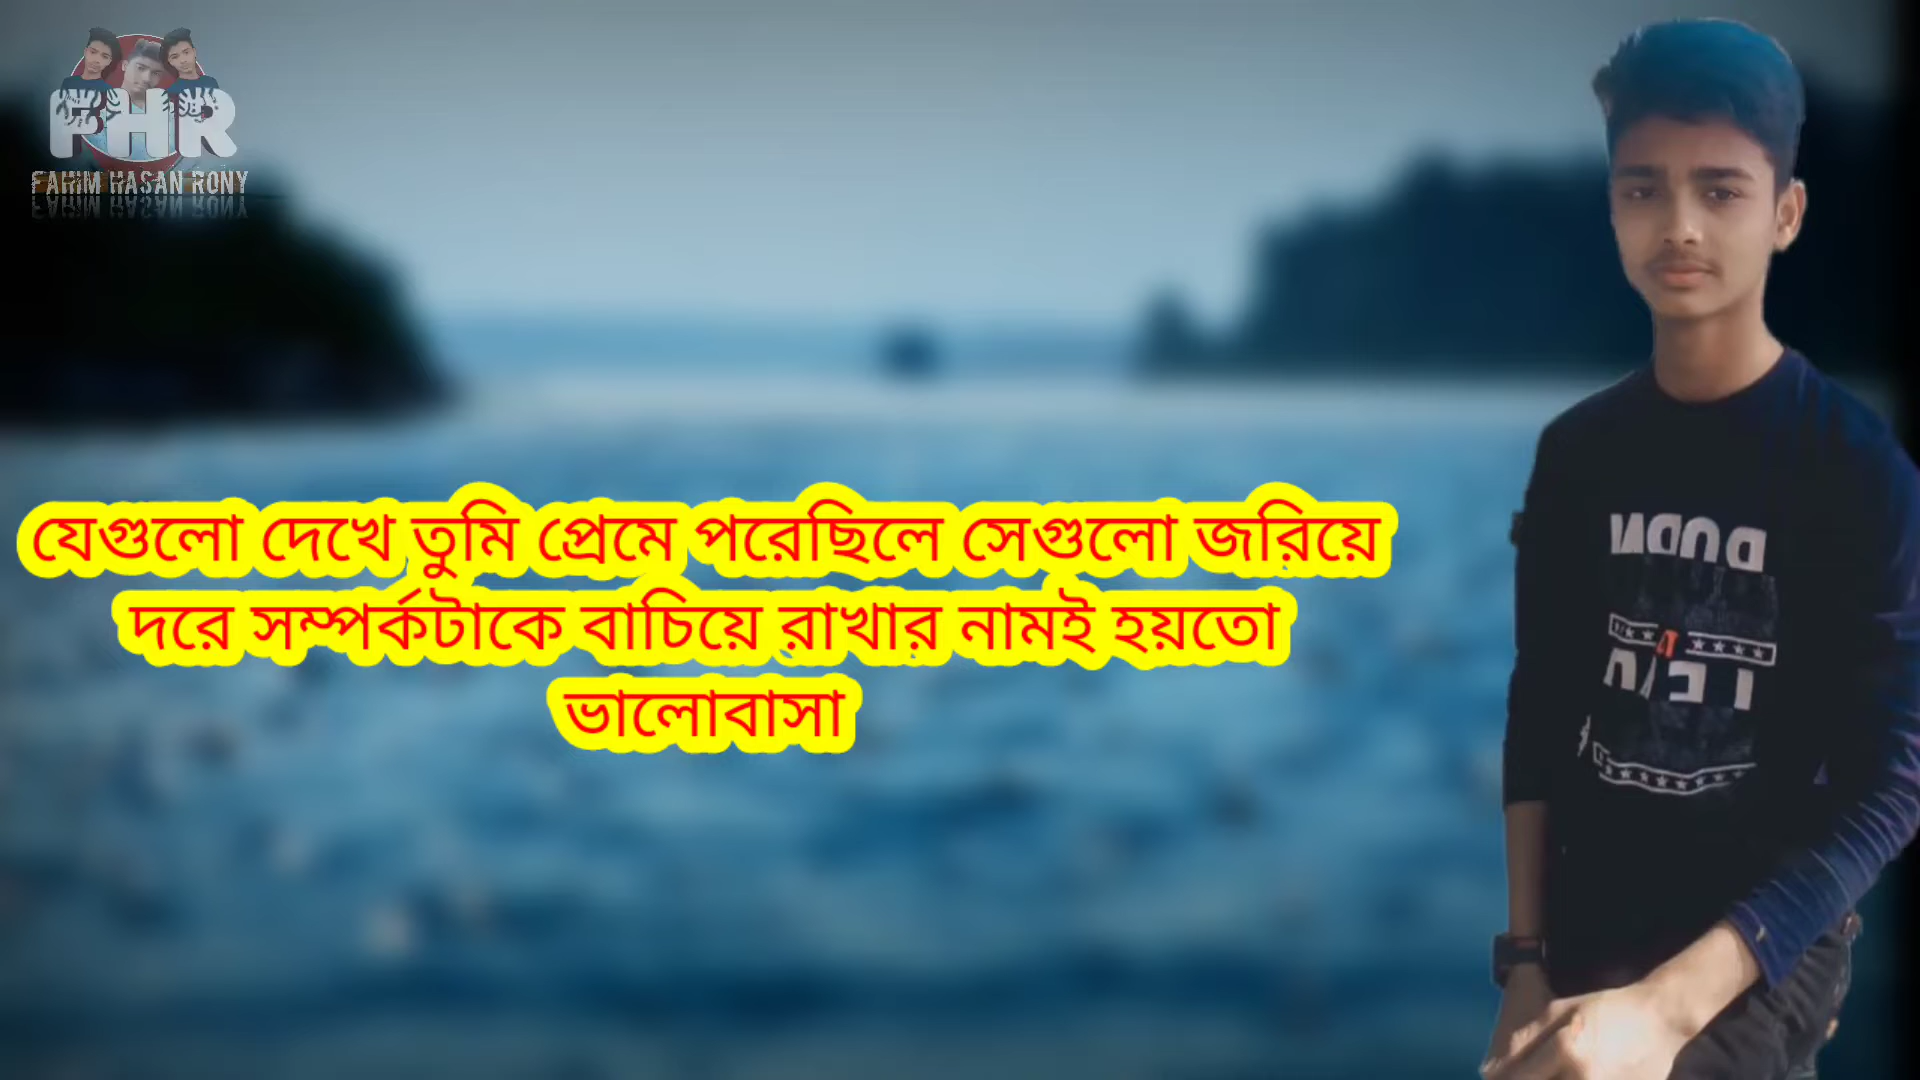 FHR
FAHIM HASAN RONY
যেগুলো দেখে তুমি প্রেমে পরেছিলে সেগুলো জরিয়ে
দরে সম্পর্কটাকে বাচিয়ে রাখার নামই হয়তো
ভালোবাসা